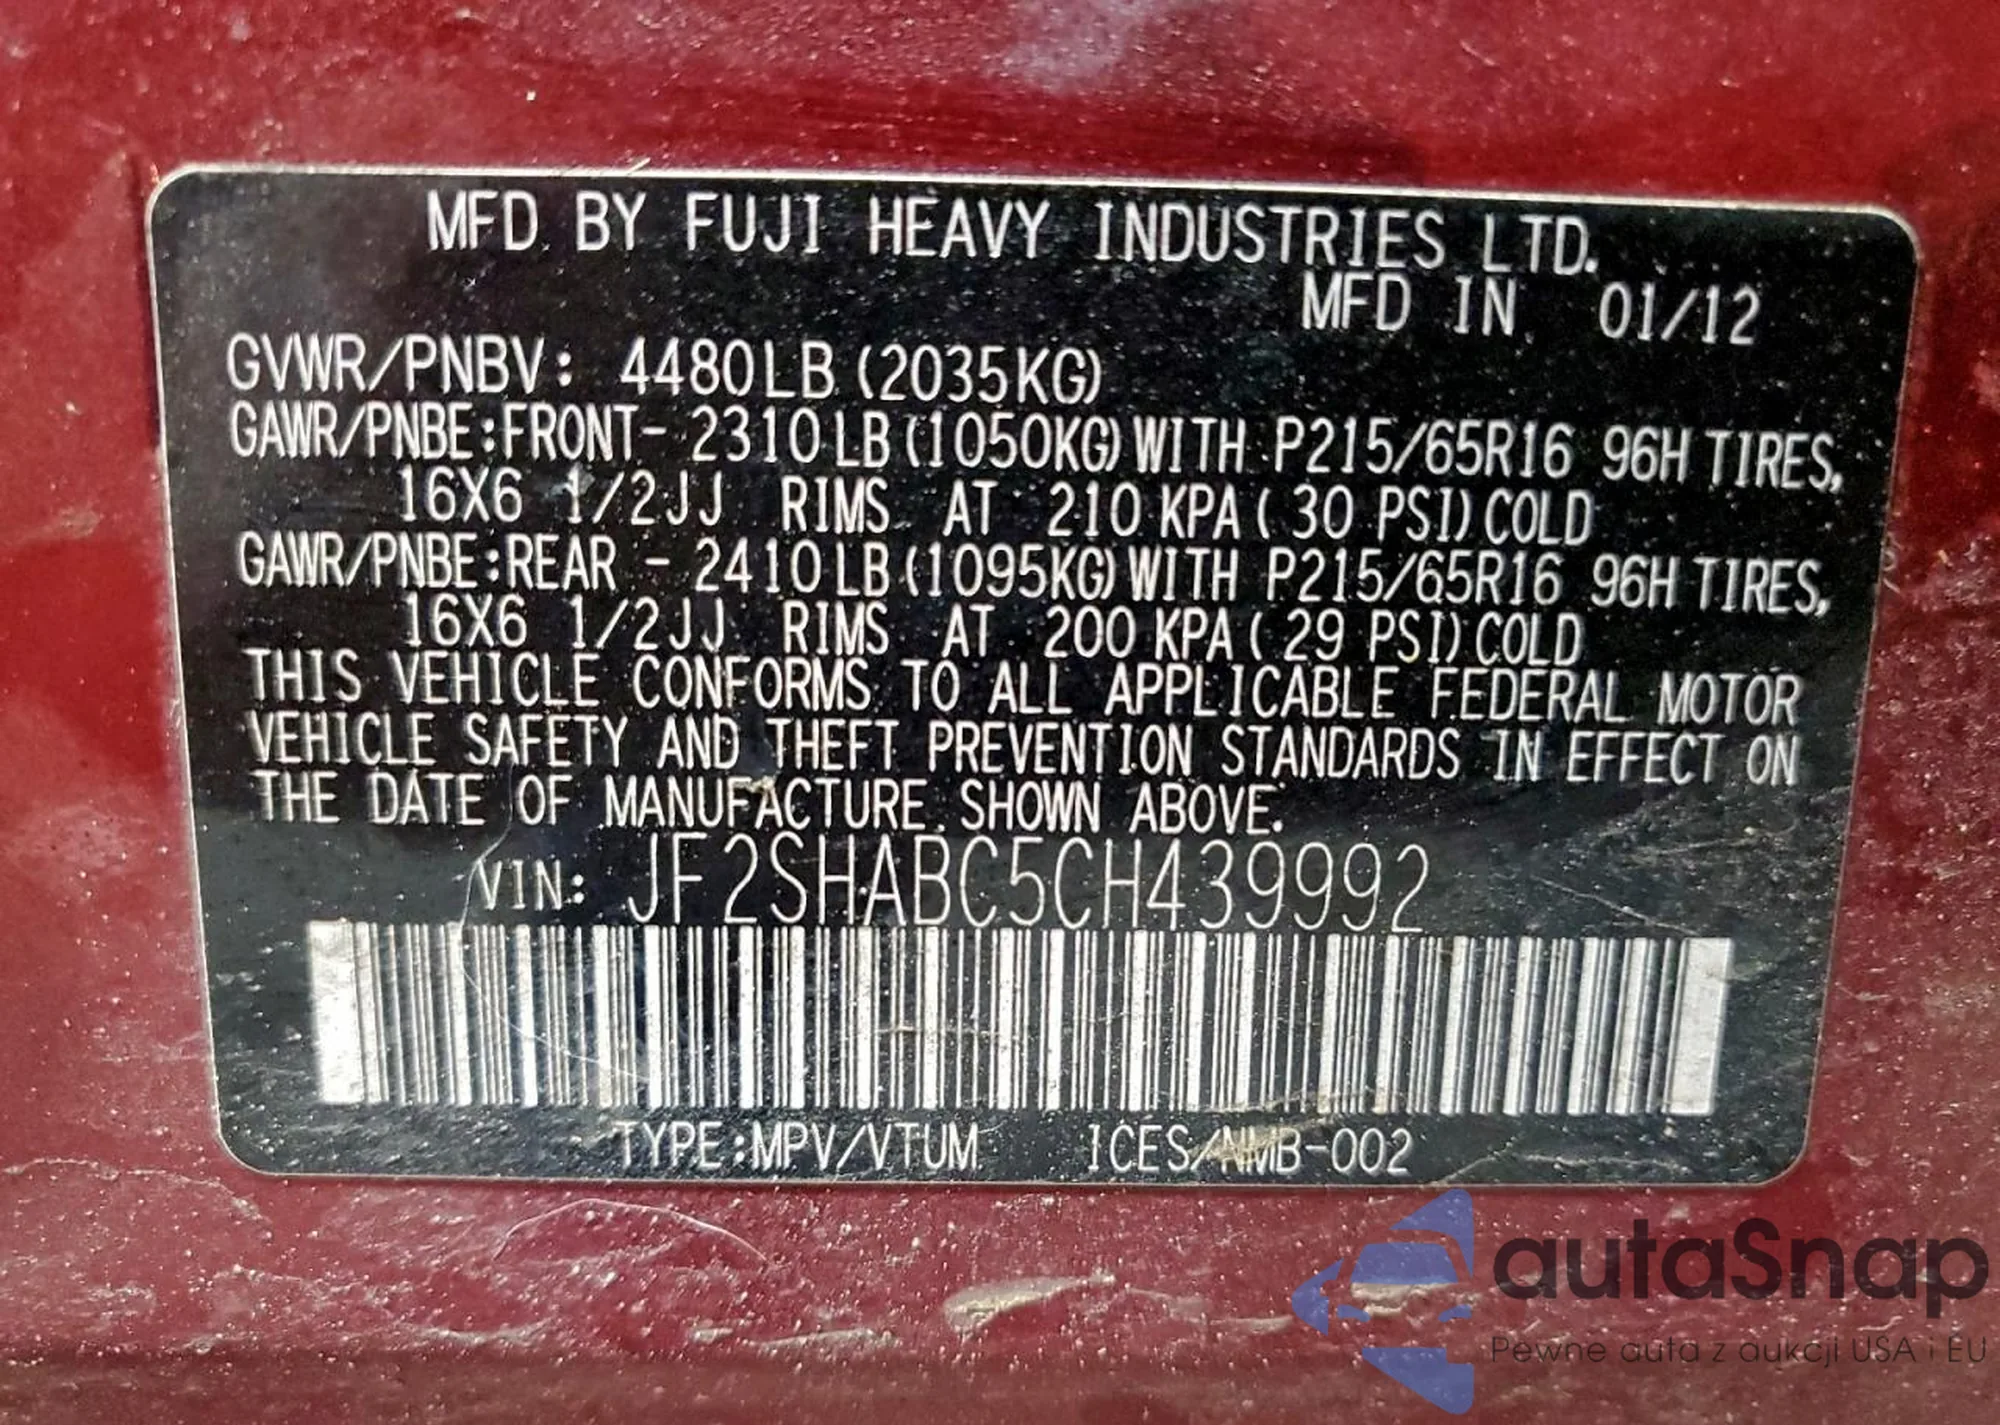 MFD. BY FUJI HEAVY INDUSTRIES LTD.
MFD IN 01/12
GVWR/PNBV: 4480LB (2035KG)
GAWR/PNBE:FRONT- 2310LB (1050KG) WITH P215/65R16 96H TIRES,
16X6 1/2JJ RIMS AT 210 KPA ( 30 PSI) COLD
GAWR/PNBE:REAR - 2410LB (1095KG) WITH P215/65R16 96H TIRES,
16X6 1/2JJ RIMS AT 200 KPA ( 29 PSI) COLD
THIS VEHICLE CONFORMS TO ALL APPLICABLE FEDERAL MOTOR
VEHICLE SAFETY AND THEFT PREVENTION STANDARDS IN EFFECT ON
THE DATE OF MANUFACTURE SHOWN ABOVE.
VIN: JF2SHABC5CH439992
TYPE:MPV/VTUM ICES/NMB-002
autaSnap
Pewne auta z aukcji USA i EU